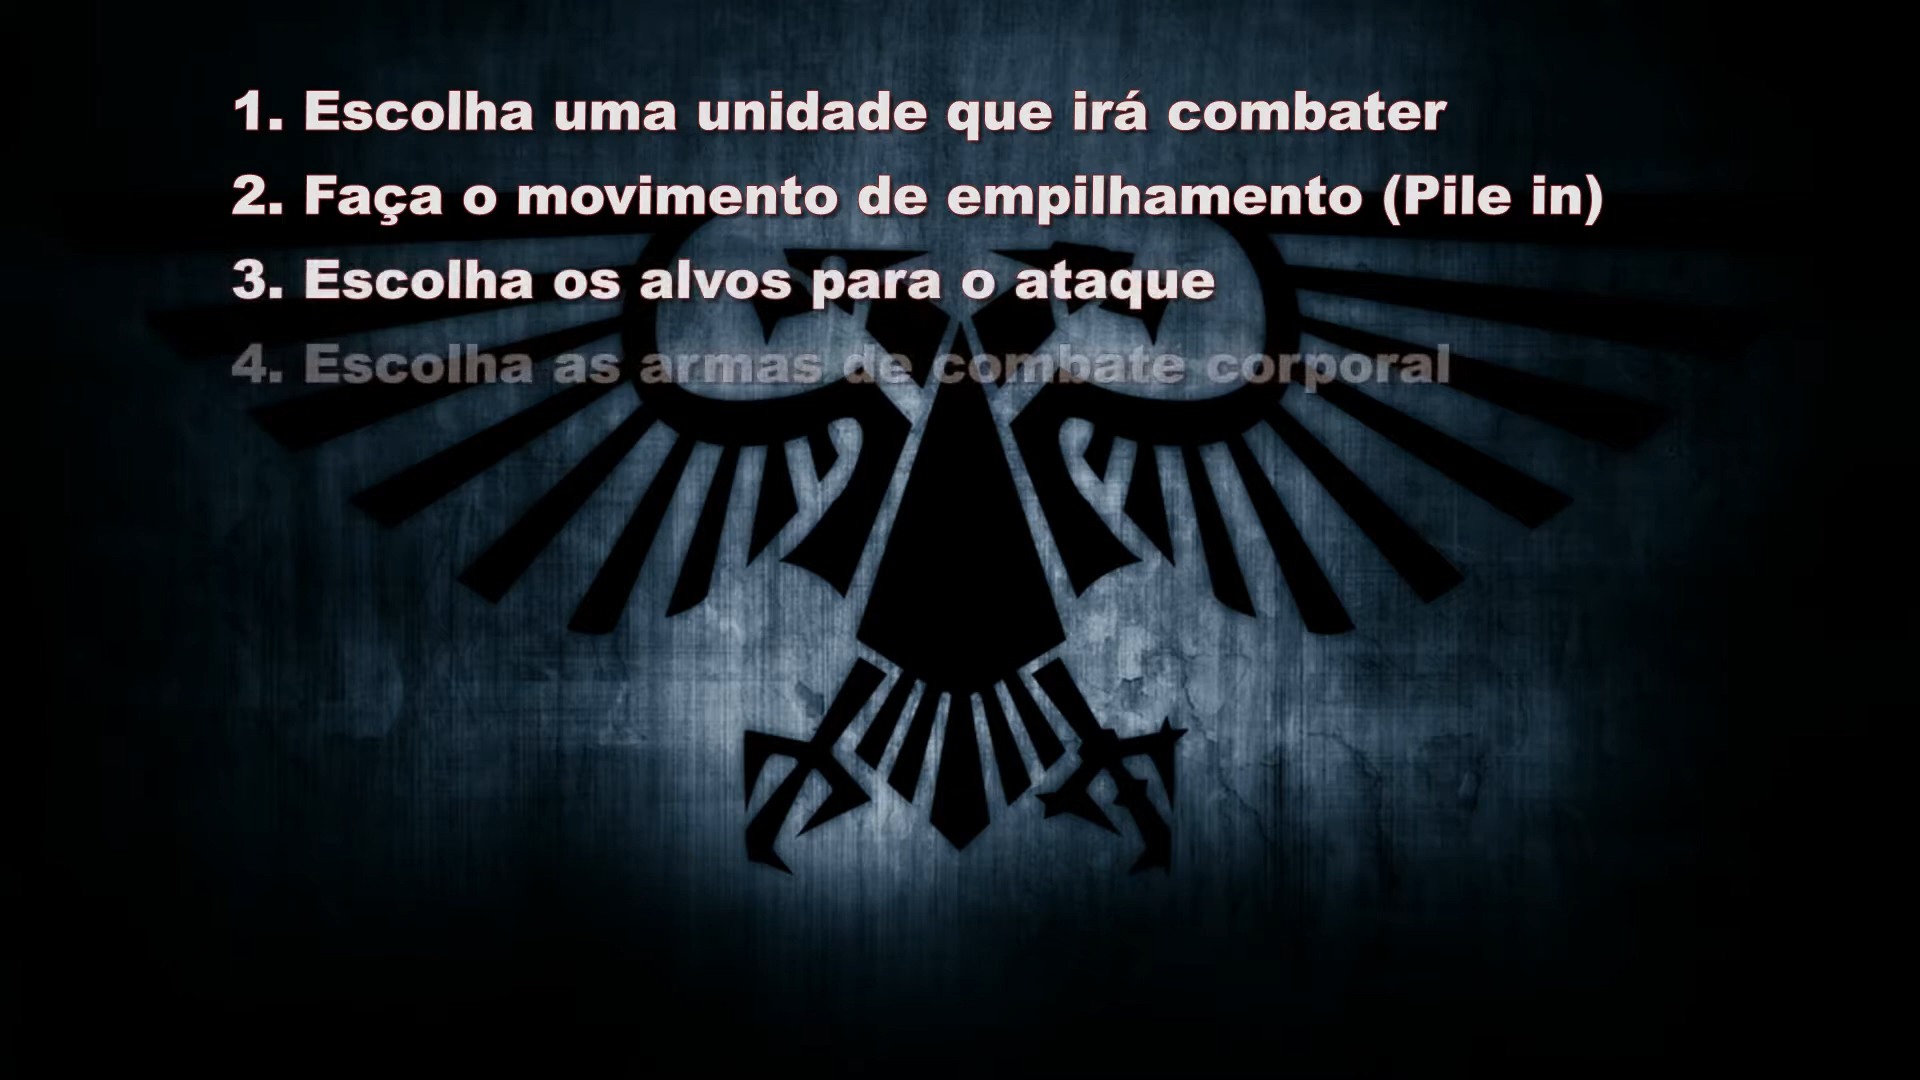 1. Escolha uma unidade que irá combater
2. Faça o movimento de empilhamento (Pile in)
3. Escolha os alvos para o ataque
4. Escolha as armas de combate corporal